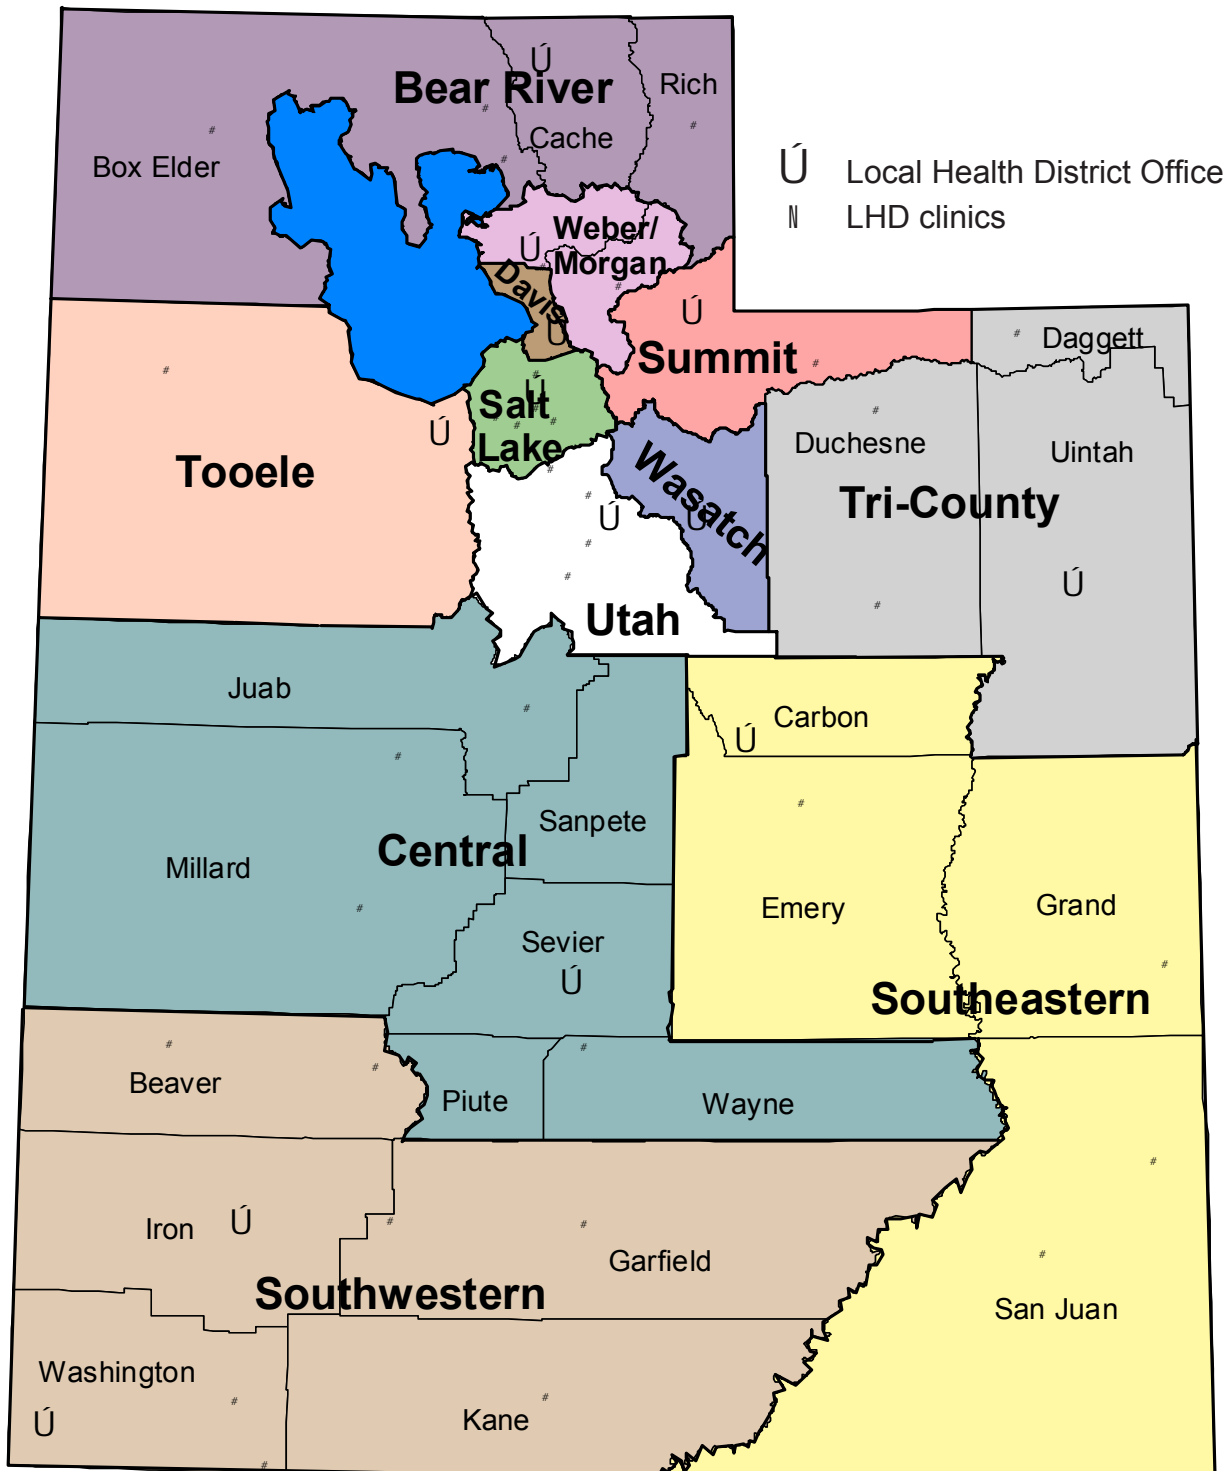 Bear River
Rich
Cache
Box Elder
Ú Local Health District Office
N LHD clinics
Weber/
Morgan
Davis
Summit
Daggett
Salt
Lake
Tooele
Wasatch
Duchesne
Uintah
Tri-County
Utah
Juab
Carbon
Sanpete
Central
Millard
Emery
Grand
Sevier
Southeastern
Beaver
Piute
Wayne
Iron
Garfield
Southwestern
San Juan
Washington
Kane